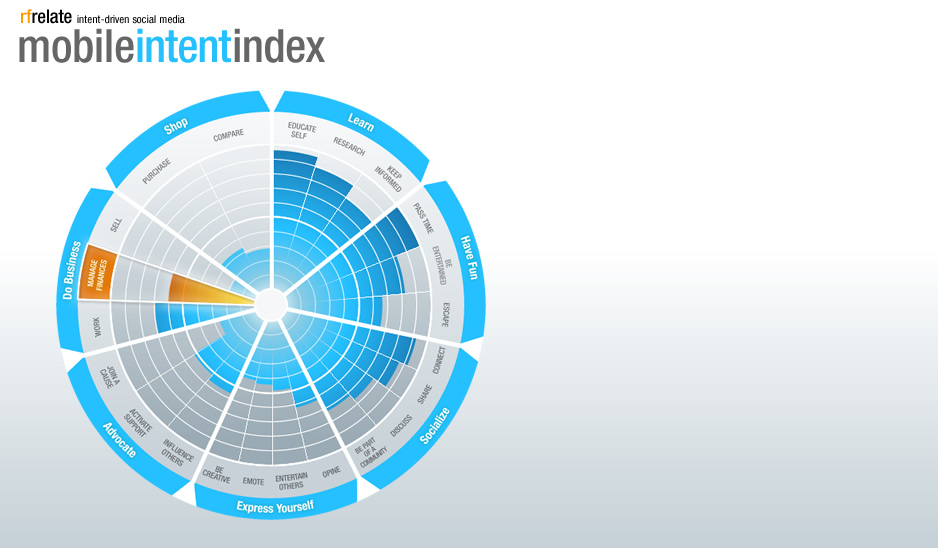 rfrelate intent-driven social media
mobileintentindex
Learn
EDUCATE
SELF
RESEARCH
KEEP
INFORMED
Have Fun
PASS TIME
BE
ENTERTAINED
ESCAPE
Socialize
CONNECT
SHARE
DISCUSS
BE PART
OF A
COMMUNITY
Express Yourself
OPINE
ENTERTAIN
OTHERS
EMOTE
BE
CREATIVE
Advocate
INFLUENCE
OTHERS
ACTIVATE
SUPPORT
JOIN A
CAUSE
Do Business
WORK
MANAGE
FINANCES
SELL
Shop
PURCHASE
COMPARE